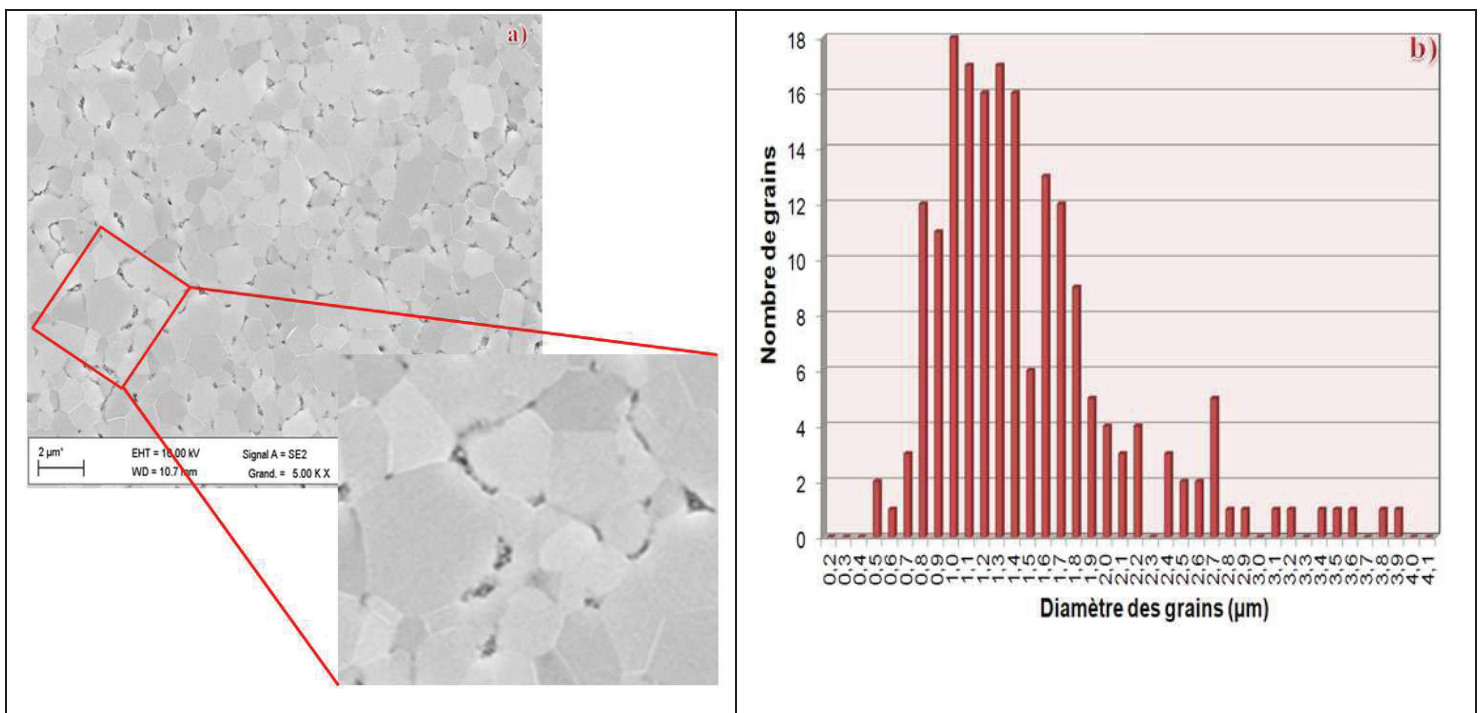 a)
2 µm*
EHT = 10.00 kV
Signal A = SE2
WD = 10.7 mm
Grand. = 5.00 K X
b)
Nombre de grains
18
16
14
12
10
8
6
4
2
0
0,2 0,3 0,4 0,5 0,6 0,7 0,8 0,9 1,0 1,1 1,2 1,3 1,4 1,5 1,6 1,7 1,8 1,9 2,0 2,1 2,2 2,3 2,4 2,5 2,6 2,7 2,8 2,9 3,0 3,1 3,2 3,3 3,4 3,5 3,6 3,7 3,8 3,9 4,0 4,1
Diamètre des grains (µm)